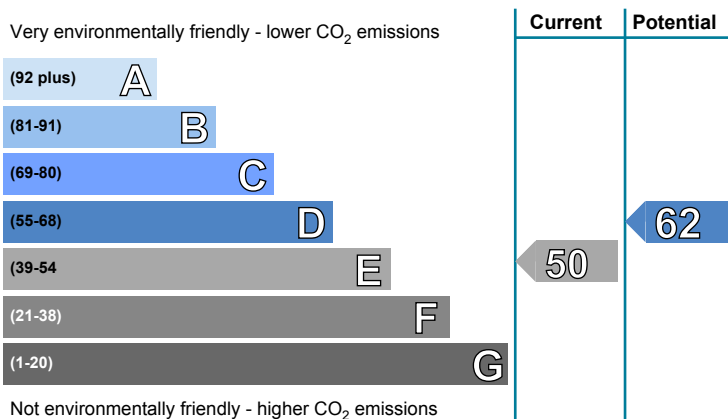 Current Potential
Very environmentally friendly - lower CO2 emissions
(92 plus) A
(81-91) B
(69-80) C
(55-68) D 62
(39-54 E 50
(21-38) F
(1-20) G
Not environmentally friendly - higher CO2 emissions